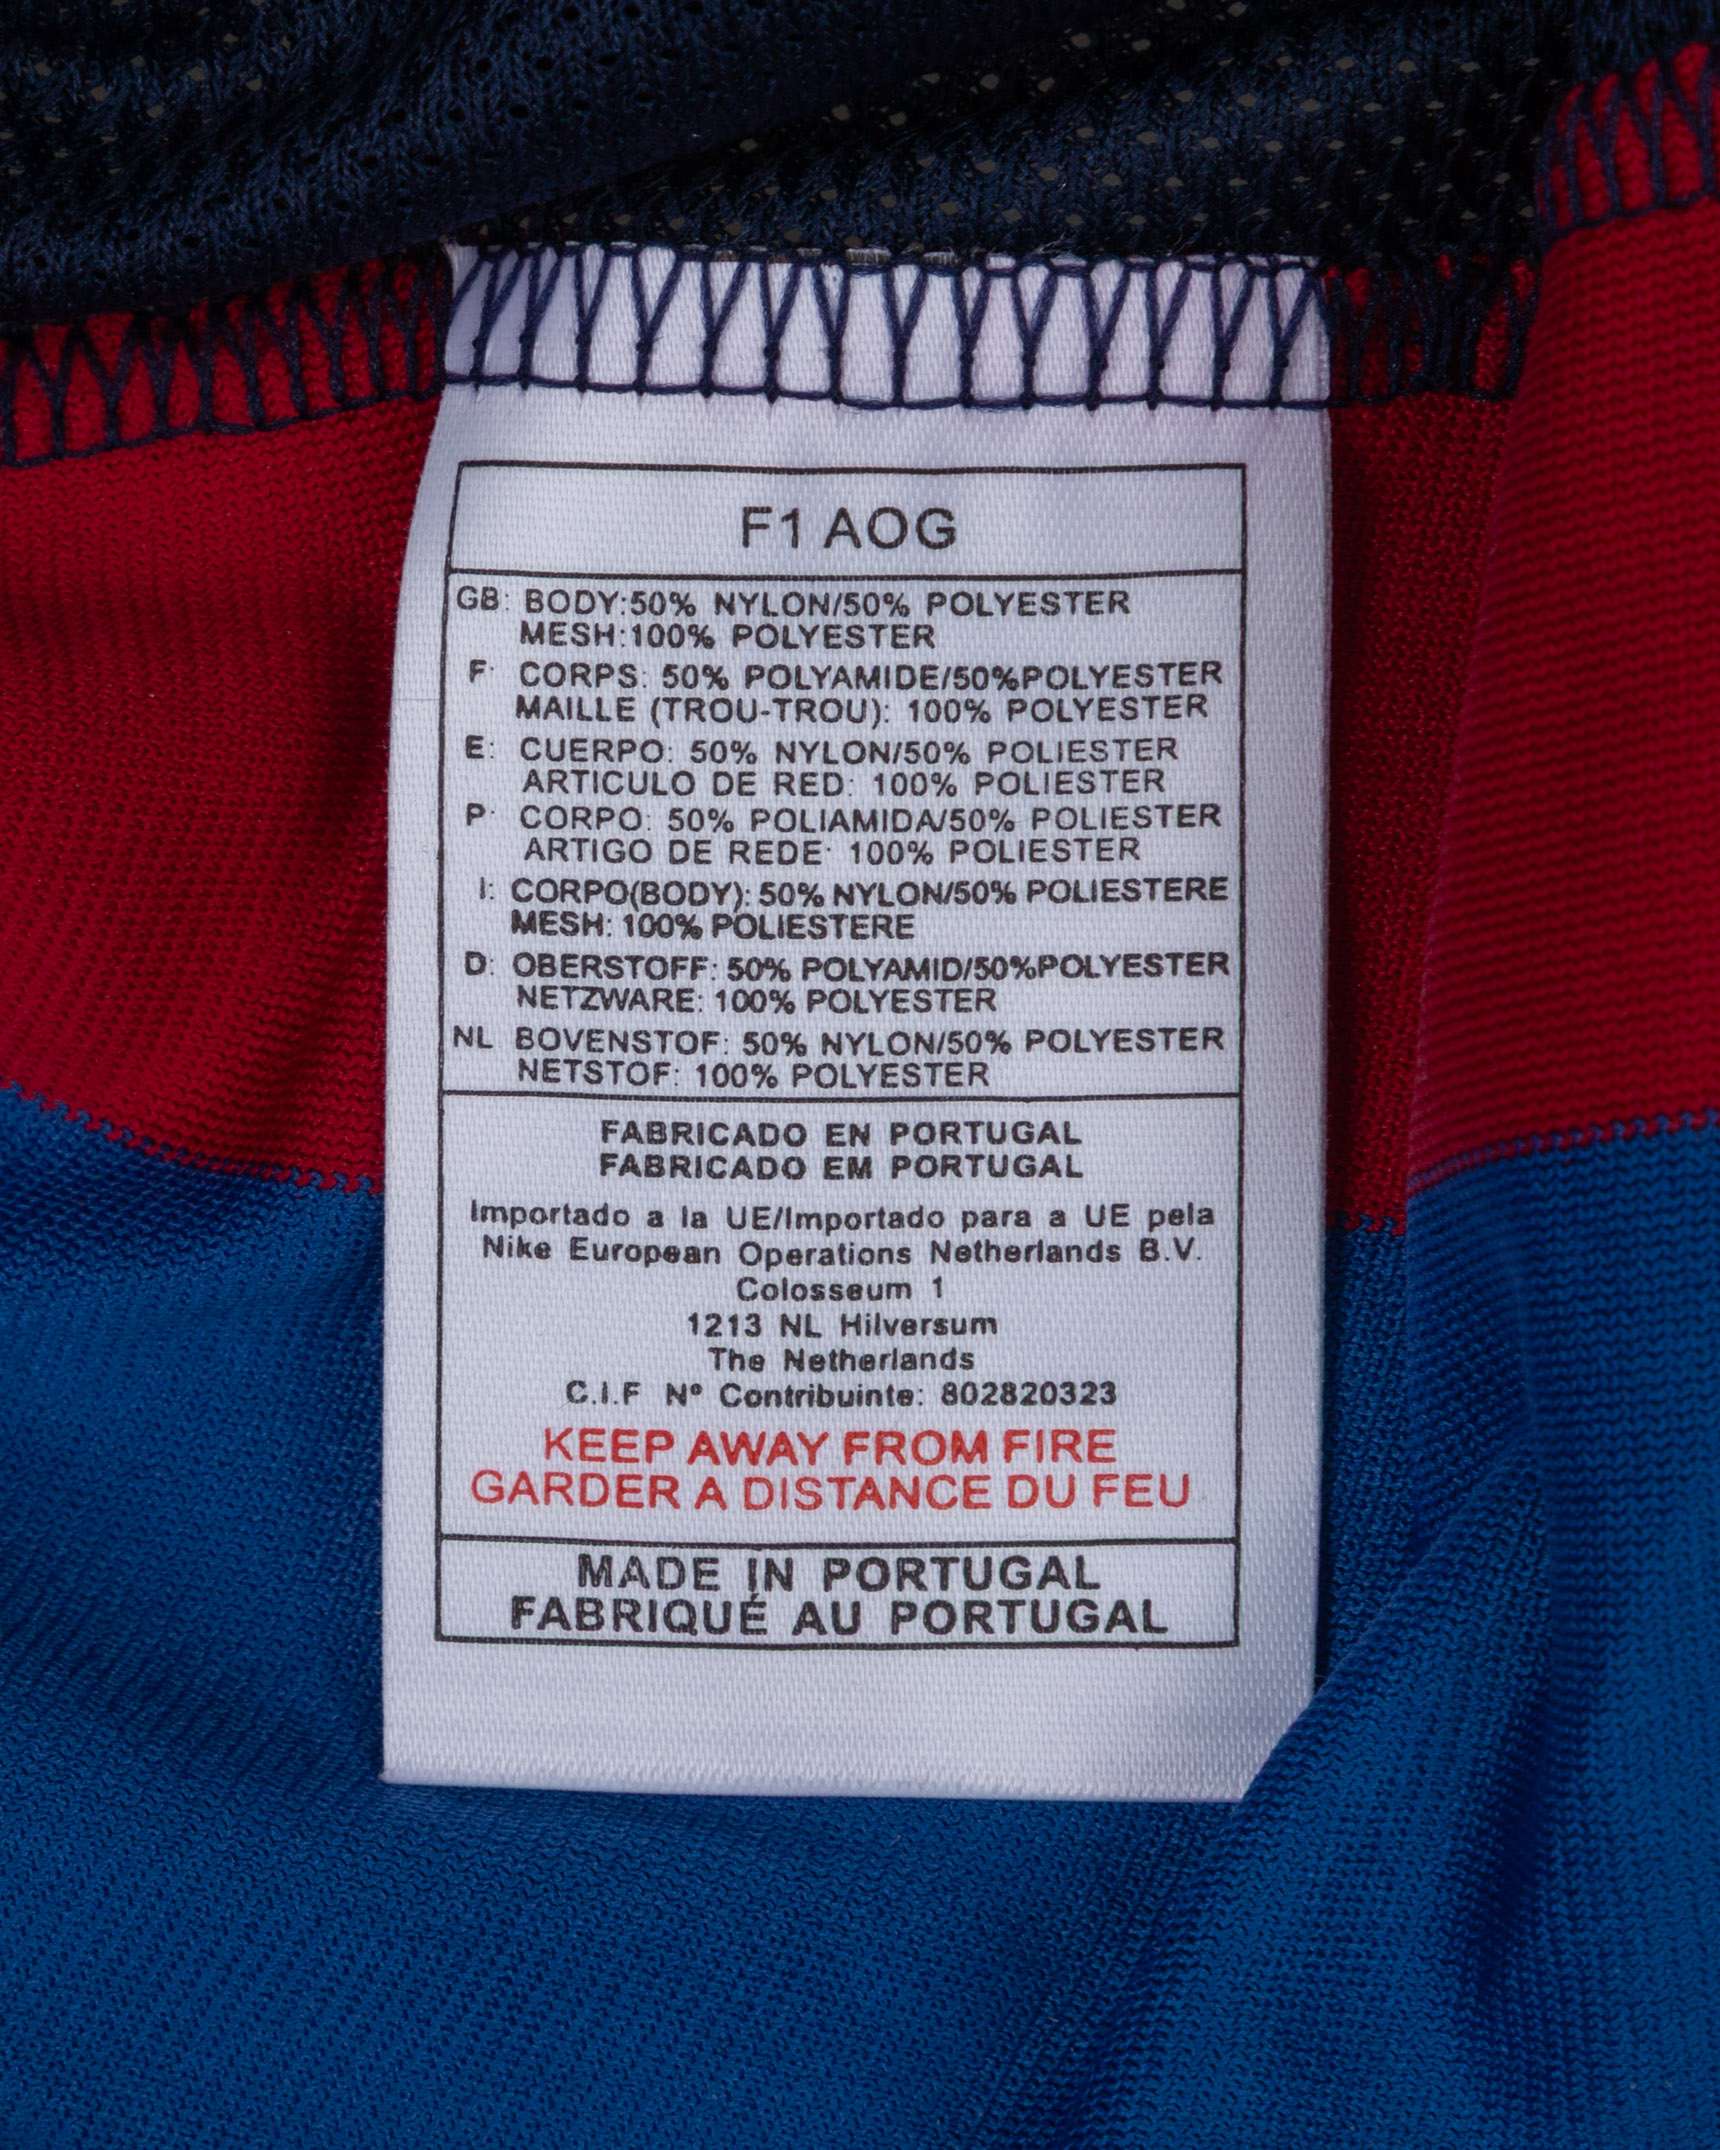 F1 AOG
GB: BODY:50% NYLON/50% POLYESTER
MESH:100% POLYESTER
F: CORPS: 50% POLYAMIDE/50%POLYESTER
MAILLE (TROU-TROU): 100% POLYESTER
E: CUERPO: 50% NYLON/50% POLIESTER
ARTICULO DE RED: 100% POLIESTER
P: CORPO: 50% POLIAMIDA/50% POLIESTER
ARTIGO DE REDE: 100% POLIESTER
I: CORPO(BODY): 50% NYLON/50% POLIESTERE
MESH: 100% POLIESTERE
D: OBERSTOFF: 50% POLYAMID/50%POLYESTER
NETZWARE: 100% POLYESTER
NL BOVENSTOF: 50% NYLON/50% POLYESTER
NETSTOF: 100% POLYESTER
FABRICADO EN PORTUGAL
FABRICADO EM PORTUGAL
Importado a la UE/Importado para a UE pela
Nike European Operations Netherlands B.V.
Colosseum 1
1213 NL Hilversum
The Netherlands
C.I.F Nº Contribuinte: 802820323
KEEP AWAY FROM FIRE
GARDER A DISTANCE DU FEU
MADE IN PORTUGAL
FABRIQUÉ AU PORTUGAL